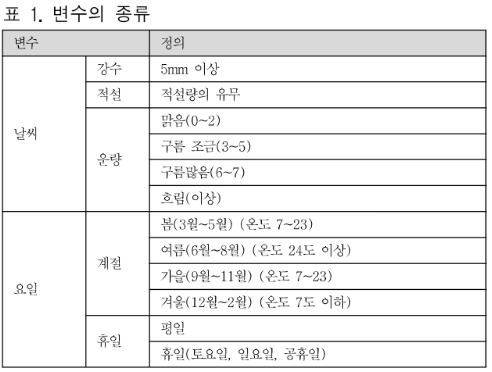 표 1. 변수의 종류
변수 정의
날씨 강수 5mm 이상
적설 적설량의 유무
운량 맑음(0~2)
구름 조금(3~5)
구름많음(6~7)
흐림(이상)
요일 계절 봄(3월~5월) (온도 7~23)
여름(6월~8월) (온도 24도 이상)
가을(9월~11월) (온도 7~23)
겨울(12월~2월) (온도 7도 이하)
휴일 평일
휴일(토요일, 일요일, 공휴일)